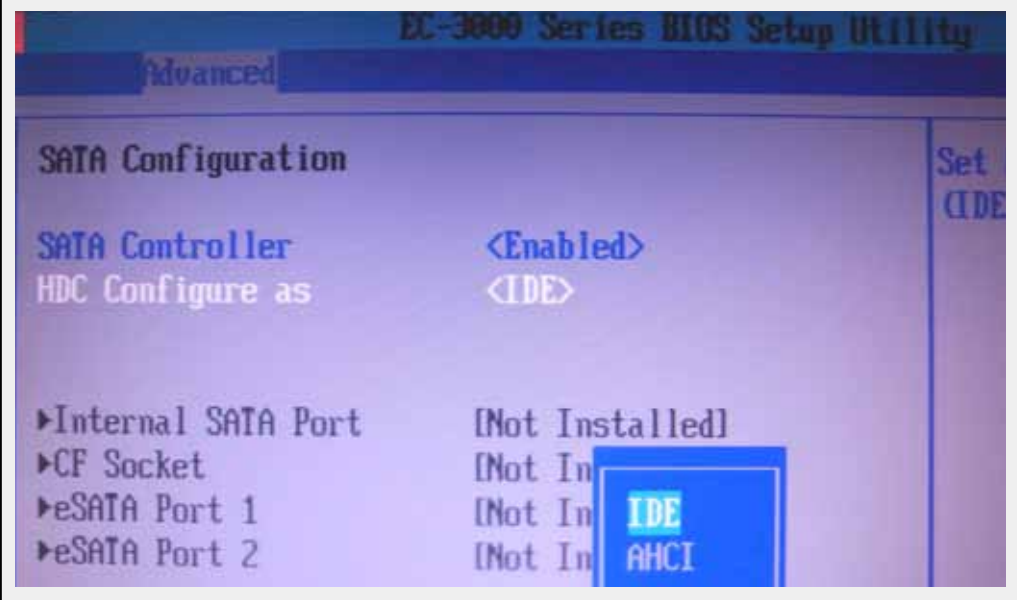 EC-3000 Series BIOS Setup Utility
Advanced
SATA Configuration
Set
(IDE
SATA Controller <Enabled>
HDC Configure as <IDE>
▶Internal SATA Port [Not Installed]
▶CF Socket [Not In
▶eSATA Port 1 [Not In
▶eSATA Port 2 [Not In
IDE
AHCI